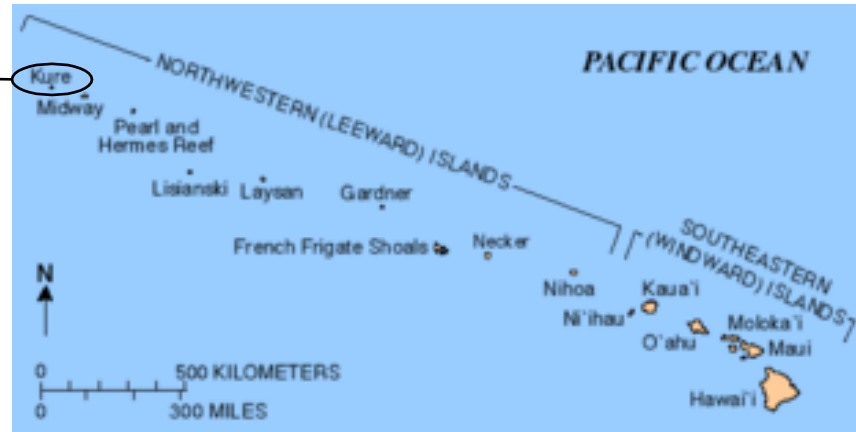 PACIFIC OCEAN
NORTHWESTERN (LEEWARD) ISLANDS
Kure
Midway
Pearl and
Hermes Reef
Lisianski
Laysan
Gardner
French Frigate Shoals
Necker
Nihoa
SOUTHEASTERN
(WINDWARD) ISLANDS
Kaua'i
Ni'ihau
O`ahu
Moloka`i
Maui
Hawai`i
N
0 500 KILOMETERS
0 300 MILES